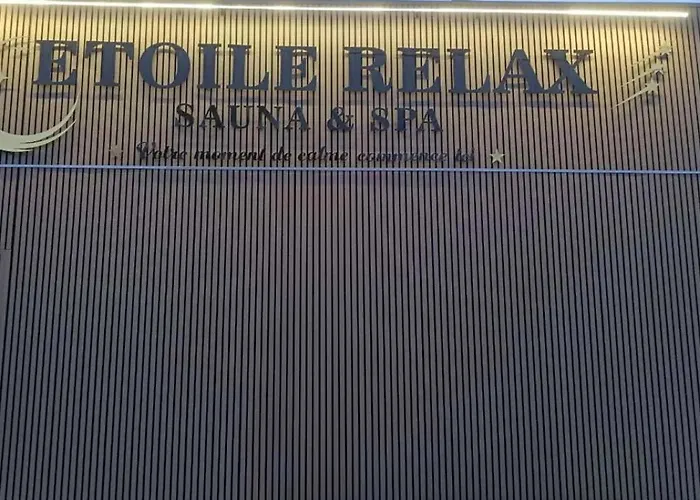 ETOILE RELAX
SAUNA & SPA
Votre moment de calme commence ici